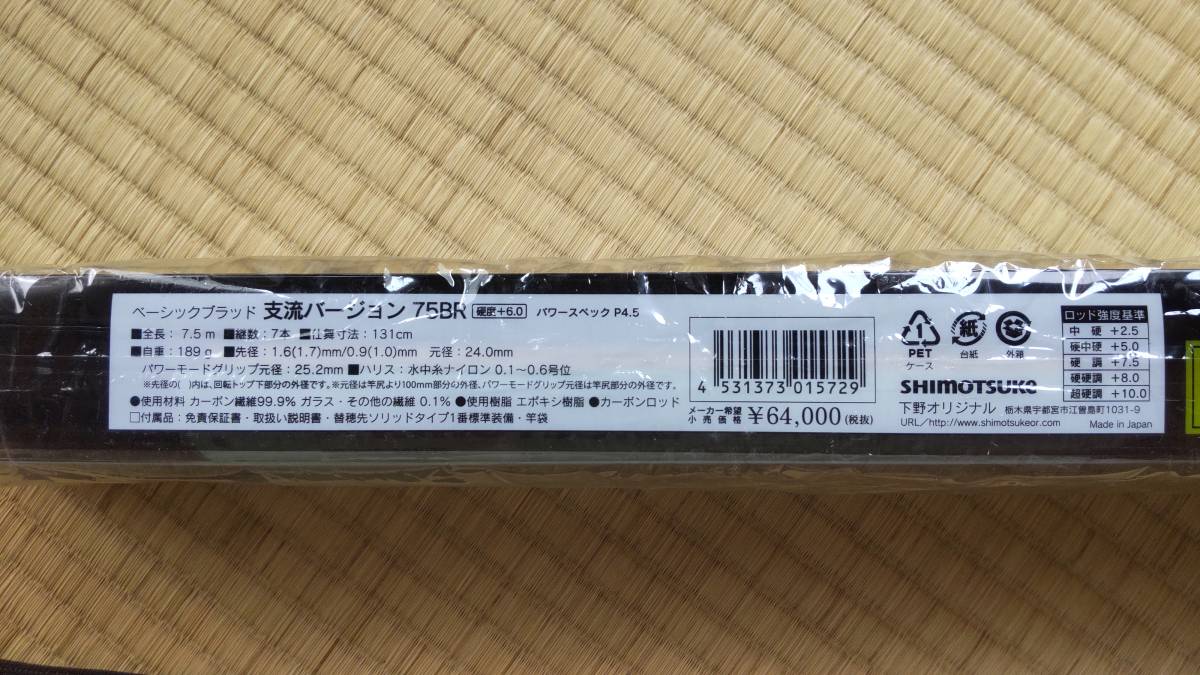 ベーシックブラッド 支流バージョン 75BR 硬度+6.0 パワースペック P4.5
■全長：7.5m ■継数：7本 ■仕舞寸法：131cm
■自重：189g ■先径：1.6(1.7)mm/0.9(1.0)mm 元径：24.0mm
パワーモードグリップ元径：25.2mm ■ハリス：水中糸ナイロン 0.1〜0.6号位
※先径の( )内は、回転トップ下部分の外径です。※元径は竿尻より100mm部分の外径、パワーモードグリップ元径は竿尻部分の外径です。
●使用材料 カーボン繊維99.9% ガラス・その他の繊維 0.1% ●使用樹脂 エポキシ樹脂 ●カーボンロッド
□付属品：免責保証書・取扱い説明書・替穂先ソリッドタイプ1番標準装備・竿袋
4 531373 015729
メーカー希望
小売価格 ¥64,000(税抜)
1
PET
ケース
紙
台紙
外箱
SHIMOTSUKE
下野オリジナル 栃木県宇都宮市江曽島町1031-9
URL／http://www.shimotsukeor.com Made in Japan
ロッド強度基準
中 硬 +2.5
硬中硬 +5.0
硬 調 +7.5
硬硬調 +8.0
超硬調 +10.0